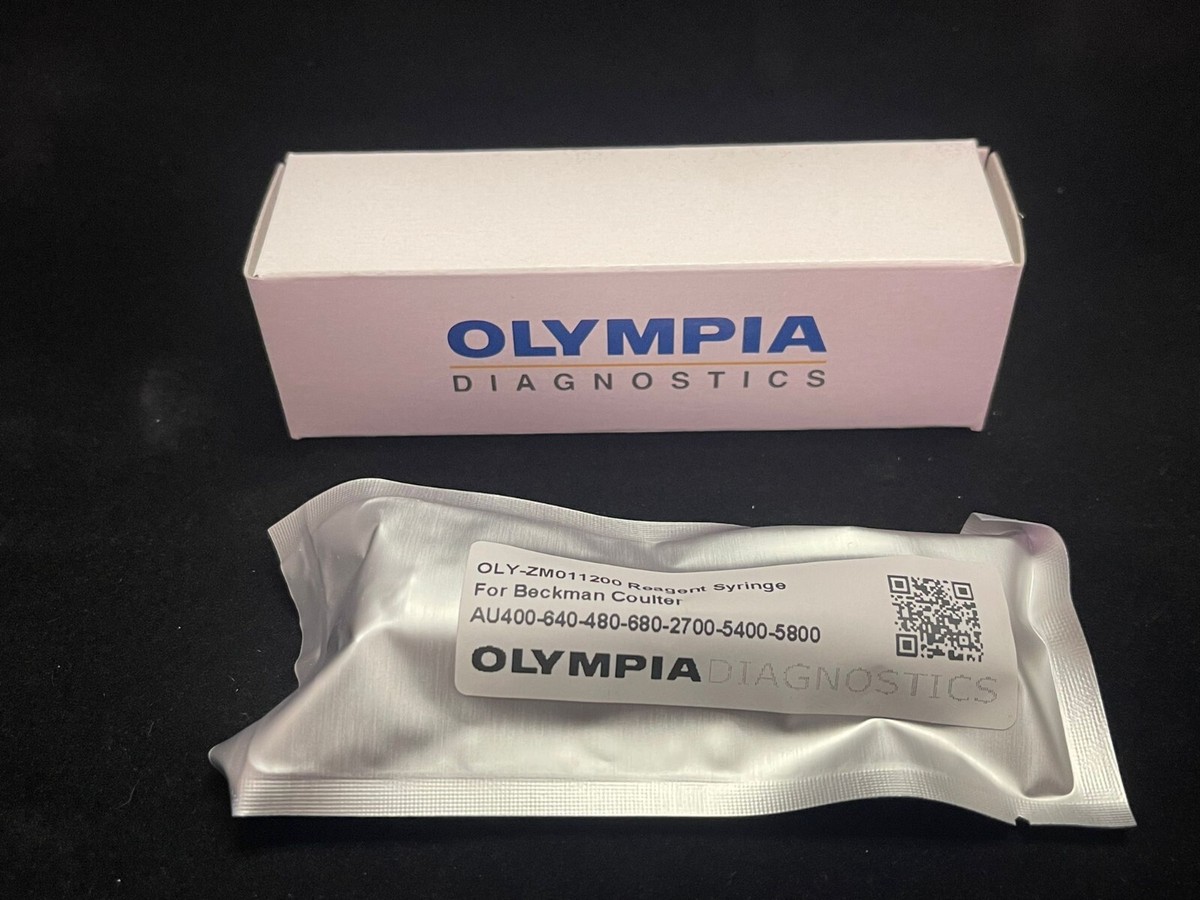 OLYMPIA
DIAGNOSTICS
OLY-ZM011200 Reagent Syringe
For Beckman Coulter
AU400-640-480-680-2700-5400-5800
OLYMPIA DIAGNOSTICS